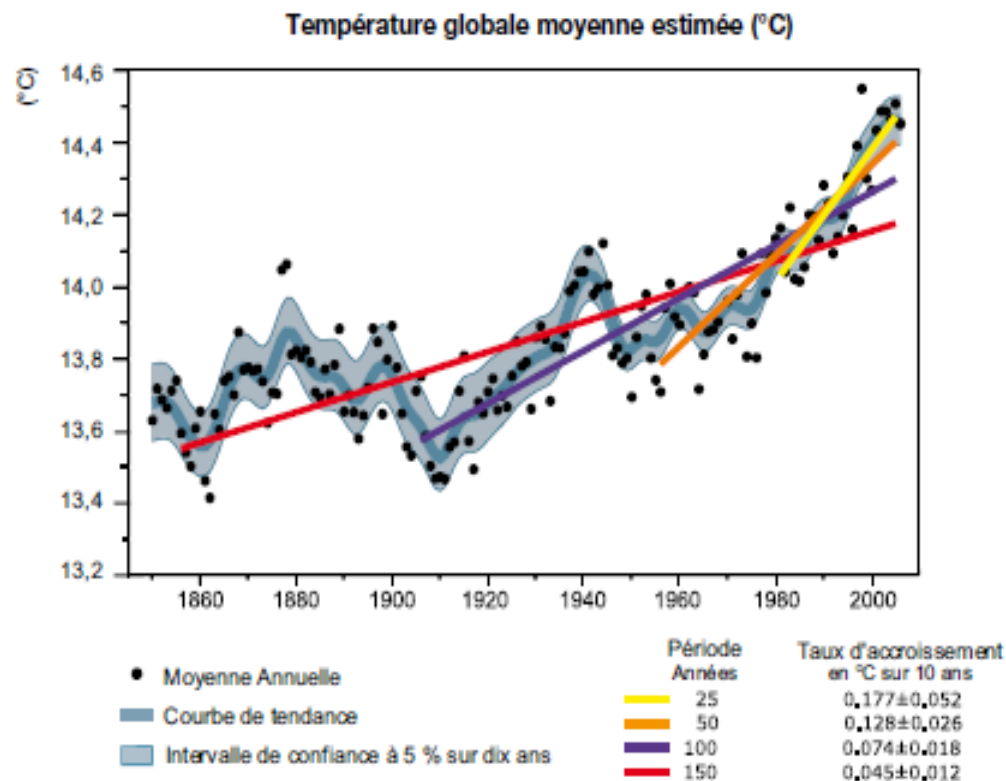 Température globale moyenne estimée (°C)
(°C)
14,6
14,4
14,2
14,0
13,8
13,6
13,4
13,2
1860 1880 1900 1920 1940 1960 1980 2000
Moyenne Annuelle
Courbe de tendance
Intervalle de confiance à 5 % sur dix ans
Période Taux d'accroissement
Années en °C sur 10 ans
25 0.177±0.052
50 0.128±0.026
100 0.074±0.018
150 0.045±0.012